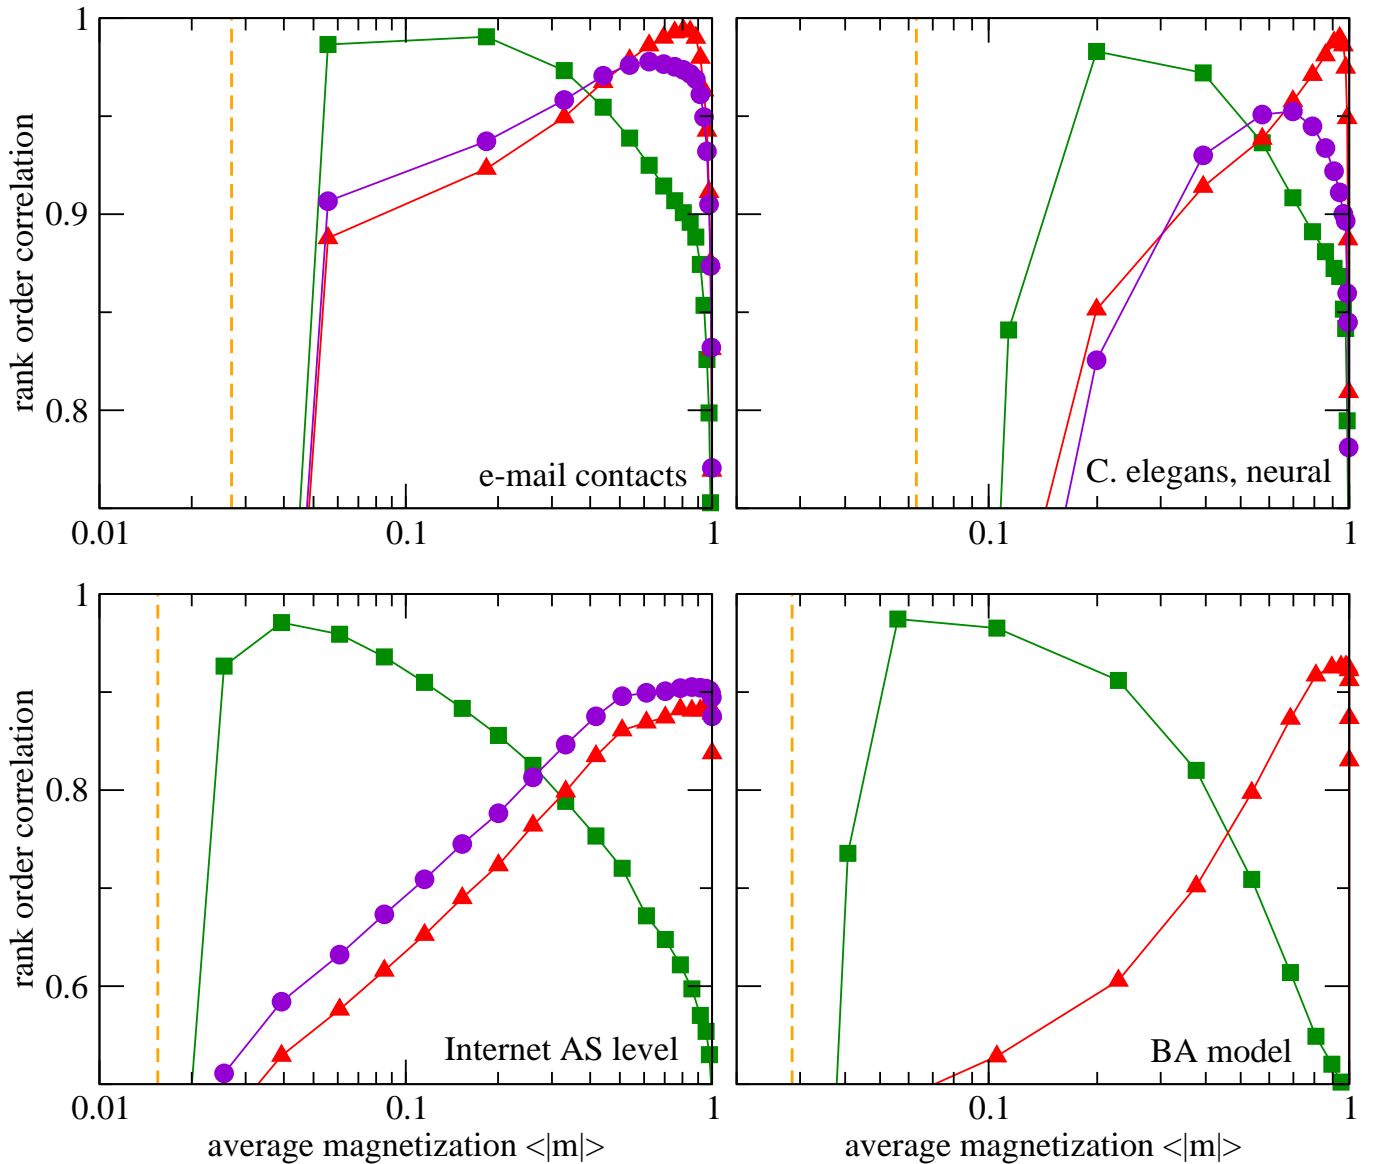 1
0.9
0.8
rank order correlation
e-mail contacts
C. elegans, neural
0.01
0.1
1
0.1
1
1
0.8
0.6
rank order correlation
Internet AS level
BA model
0.01
0.1
1
0.1
1
average magnetization <|m|>
average magnetization <|m|>